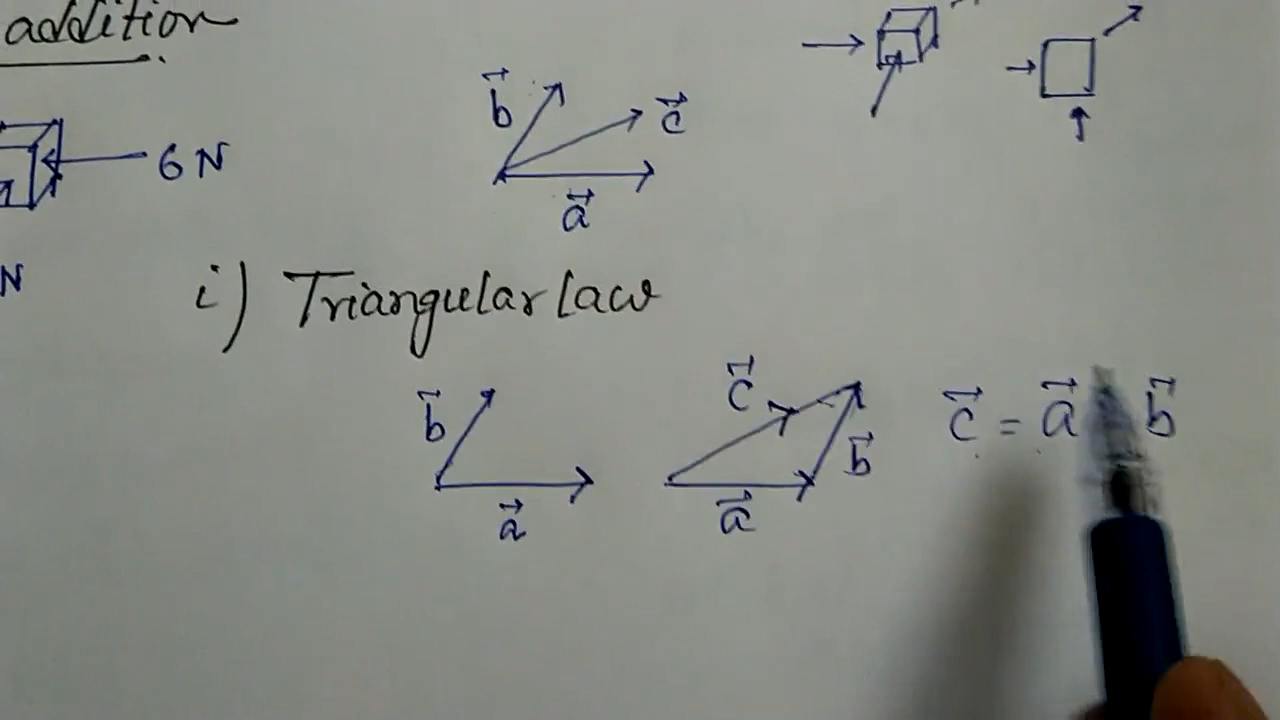 addition
6 N
N
b⃗
c⃗
a⃗
i) Triangular law
b⃗
a⃗
c⃗
b⃗
a⃗
c⃗ = a⃗ b⃗